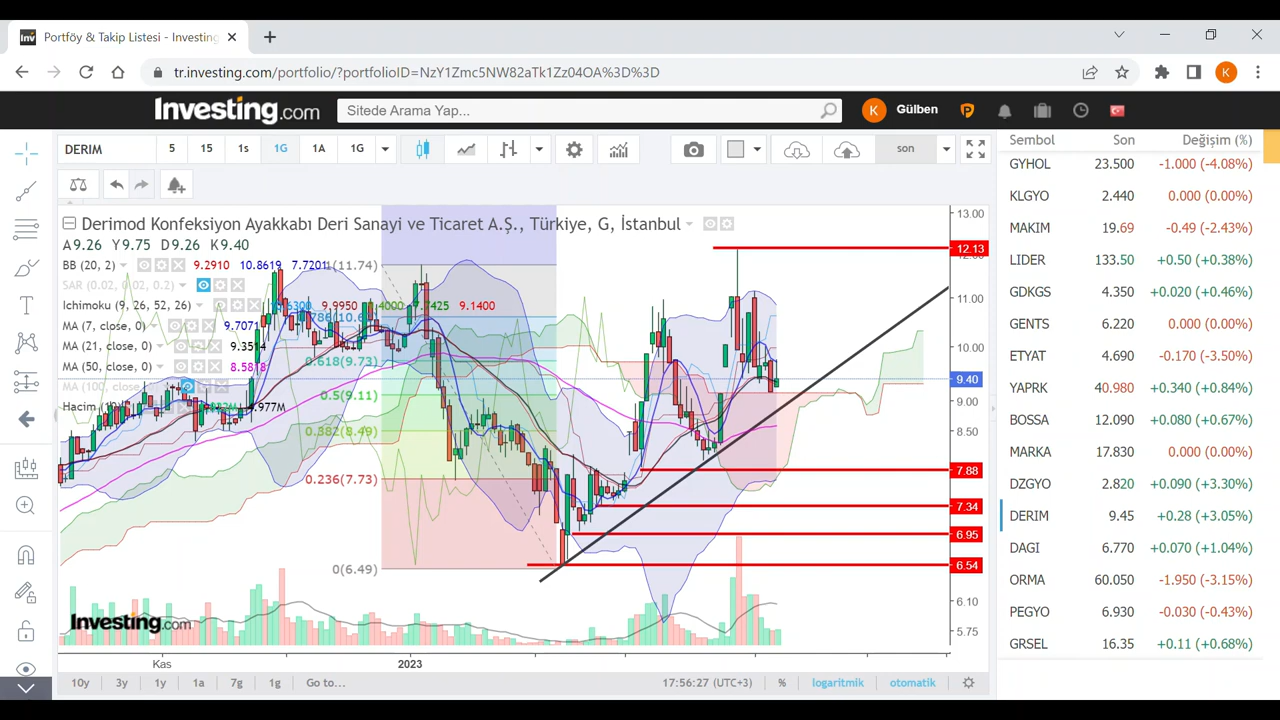 Portföy & Takip Listesi - Investing
tr.investing.com/portfolio/?portfolioID=NzY1Zmc5NW82aTk1Zz04OA%3D%3D
K
Investing.com
Sitede Arama Yap...
K Gülben
DERIM 5 15 1s 1G 1A 1G son
Derimod Konfeksiyon Ayakkabı Deri Sanayi ve Ticaret A.Ş., Türkiye, G, İstanbul
A9.26 Y9.75 D9.26 K9.40
BB (20, 2) 9.2910 10.8619 7.7201
SAR (0.02, 0.02, 0.2)
Ichimoku (9, 26, 52, 26) 9.9950 9.7425 9.1400
MA (7, close, 0) 9.7071
MA (21, close, 0) 9.3514
MA (50, close, 0)
MA (100, close, 0)
Hacim
1(11.74)
0.618(9.73)
0.5(9.11)
0.382(8.49)
0.236(7.73)
0(6.49)
13.00
12.13
11.00
10.00
9.40
9.00
8.50
7.88
7.34
6.95
6.54
6.10
5.75
Investing.com
Kas 2023
10y 3y 1y 1a 7g 1g Go to... 17:56:27 (UTC+3) % logaritmik otomatik
Sembol Son Değişim (%)
GYHOL 23.500 -1.000 (-4.08%)
KLGYO 2.440 0.000 (0.00%)
MAKIM 19.69 -0.49 (-2.43%)
LIDER 133.50 +0.50 (+0.38%)
GDKGS 4.350 +0.020 (+0.46%)
GENTS 6.220 0.000 (0.00%)
ETYAT 4.690 -0.170 (-3.50%)
YAPRK 40.980 +0.340 (+0.84%)
BOSSA 12.090 +0.080 (+0.67%)
MARKA 17.830 0.000 (0.00%)
DZGYO 2.820 +0.090 (+3.30%)
DERIM 9.45 +0.28 (+3.05%)
DAGI 6.770 +0.070 (+1.04%)
ORMA 60.050 -1.950 (-3.15%)
PEGYO 6.930 -0.030 (-0.43%)
GRSEL 16.35 +0.11 (+0.68%)